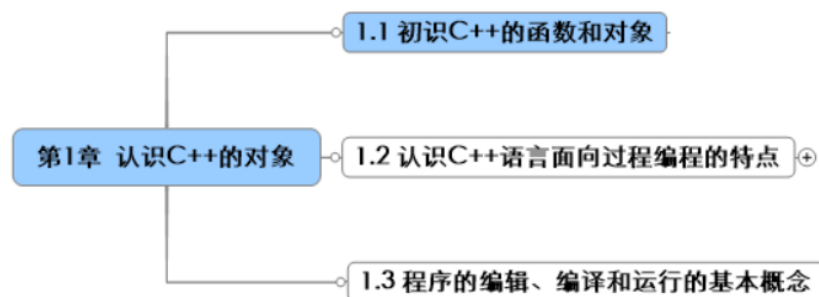 1.1 初识C++的函数和对象
第1章 认识C++的对象
1.2 认识C++语言面向过程编程的特点
1.3 程序的编辑、编译和运行的基本概念